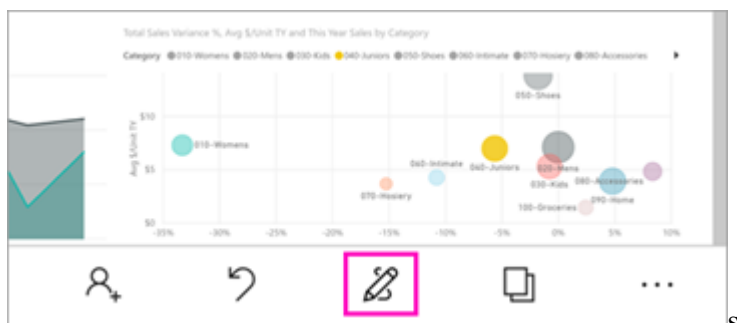 Total Sales Variance %, Avg $/Unit TY and This Year Sales by Category
Category 010-Womens 020-Mens 030-Kids 040-Juniors 050-Shoes 060-Intimate 070-Hosiery 080-Accessories
050-Shoes
$10
Avg $/Unit TY
010-Womens
060-Intimate 040-Juniors 020-Mens
$5
030-Kids 080-Accessories
070-Hosiery
100-Groceries 090-Home
$0
-35% -30% -25% -20% -15% -10% -5% 0% 5% 10%
s